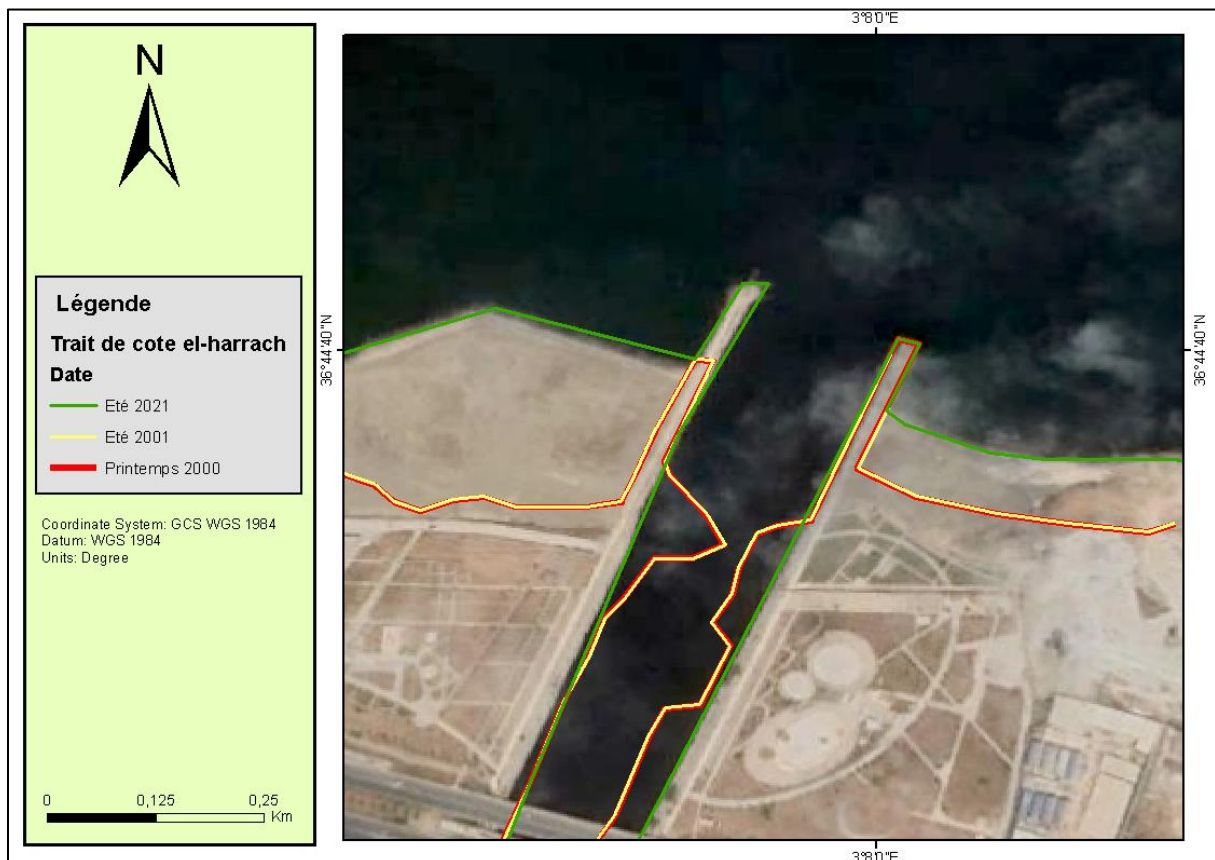 N
Légende
Trait de cote el-harrach
Date
Eté 2021
Eté 2001
Printemps 2000
Coordinate System: GCS WGS 1984
Datum: WGS 1984
Units: Degree
0 0,125 0,25
Km
3°8'0"E
36°44'40"N
36°44'40"N
3°8'0"E